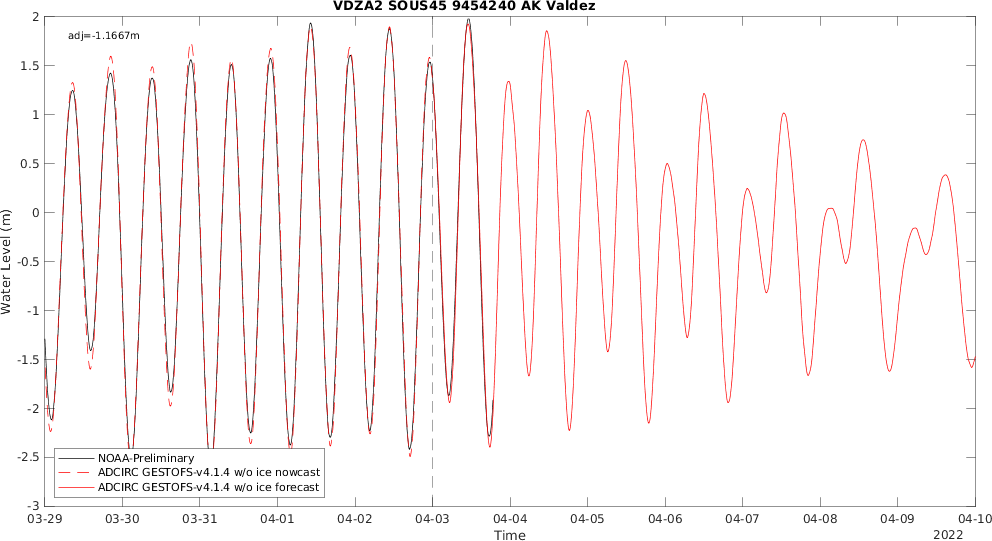 VDZA2 SOUS45 9454240 AK Valdez
adj=-1.1667m
2
1.5
1
0.5
0
-0.5
-1
-1.5
-2
-2.5
-3
Water Level (m)
NOAA-Preliminary
ADCIRC GESTOFS-v4.1.4 w/o ice nowcast
ADCIRC GESTOFS-v4.1.4 w/o ice forecast
03-29 03-30 03-31 04-01 04-02 04-03 04-04 04-05 04-06 04-07 04-08 04-09 04-10
Time
2022